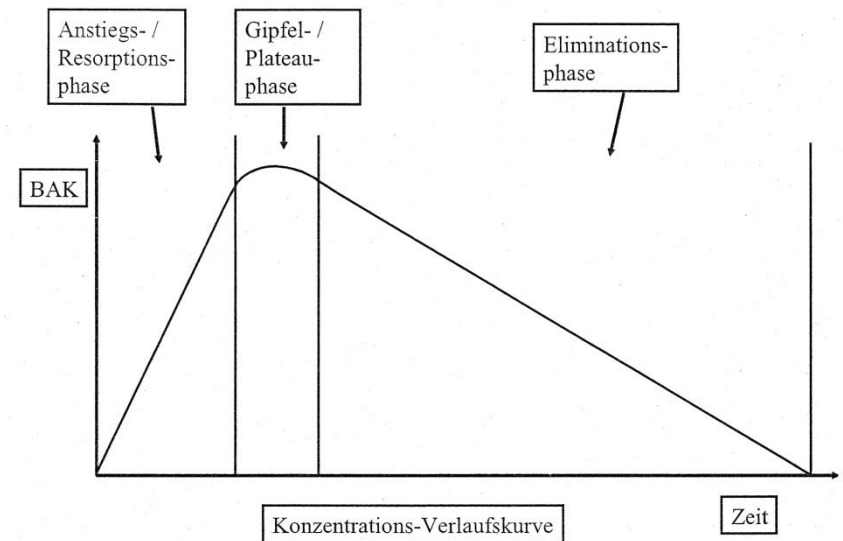 Anstiegs- /
Resorptions-
phase
Gipfel- /
Plateau-
phase
Eliminations-
phase
BAK
Zeit
Konzentrations-Verlaufskurve